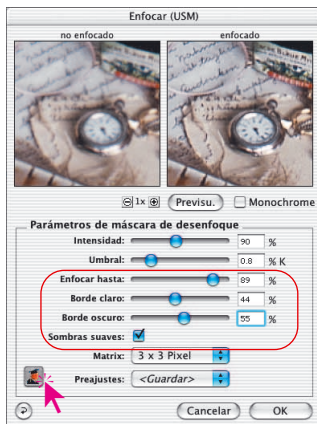 Enfocar (USM)
no enfocado enfocado
1x Previsu. Monochrome
Parámetros de máscara de desenfoque
Intensidad: 90 %
Umbral: 0.8 % K
Enfocar hasta: 89 %
Borde claro: 44 %
Borde oscuro: 55 %
Sombras suaves:
Matrix: 3 x 3 Pixel
Preajustes: <Guardar>
Cancelar OK